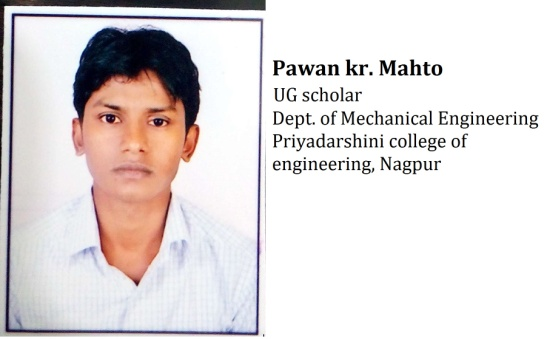 Pawan kr. Mahto
UG scholar
Dept. of Mechanical Engineering
Priyadarshini college of
engineering, Nagpur